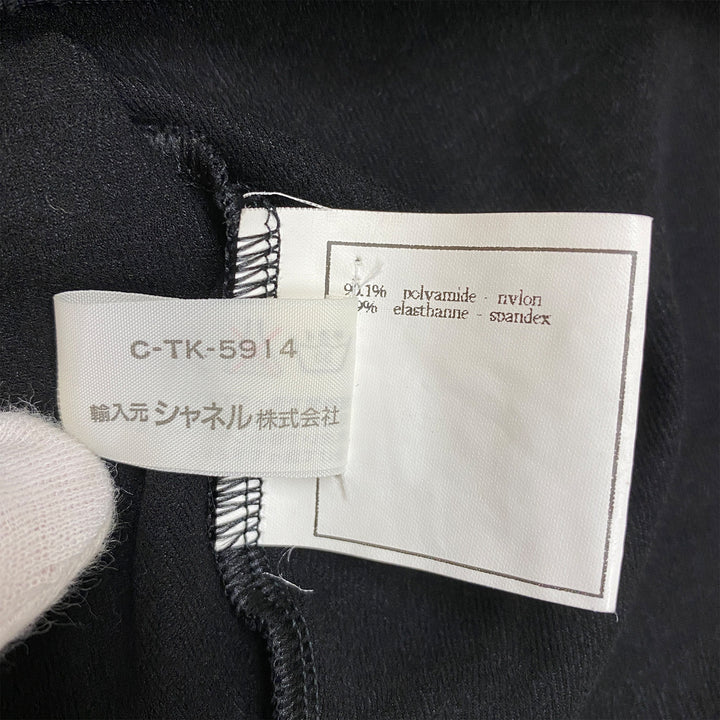 C-TK-5914
輸入元 シャネル株式会社
polyamide - nylon
elasthanne - spandex